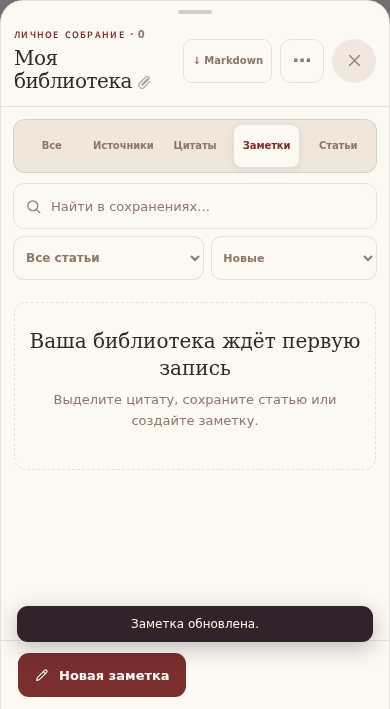 ЛИЧНОЕ СОБРАНИЕ · 0
Моя
библиотека
↓ Markdown
···
Все
Источники
Цитаты
Заметки
Статьи
Найти в сохранениях…
Все статьи
Новые
Ваша библиотека ждёт первую
запись
Выделите цитату, сохраните статью или
создайте заметку.
Заметка обновлена.
Новая заметка